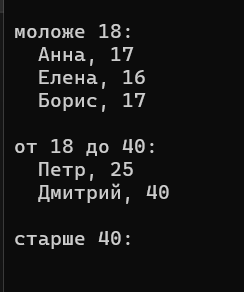 моложе 18:
Анна, 17
Елена, 16
Борис, 17
от 18 до 40:
Петр, 25
Дмитрий, 40
старше 40: